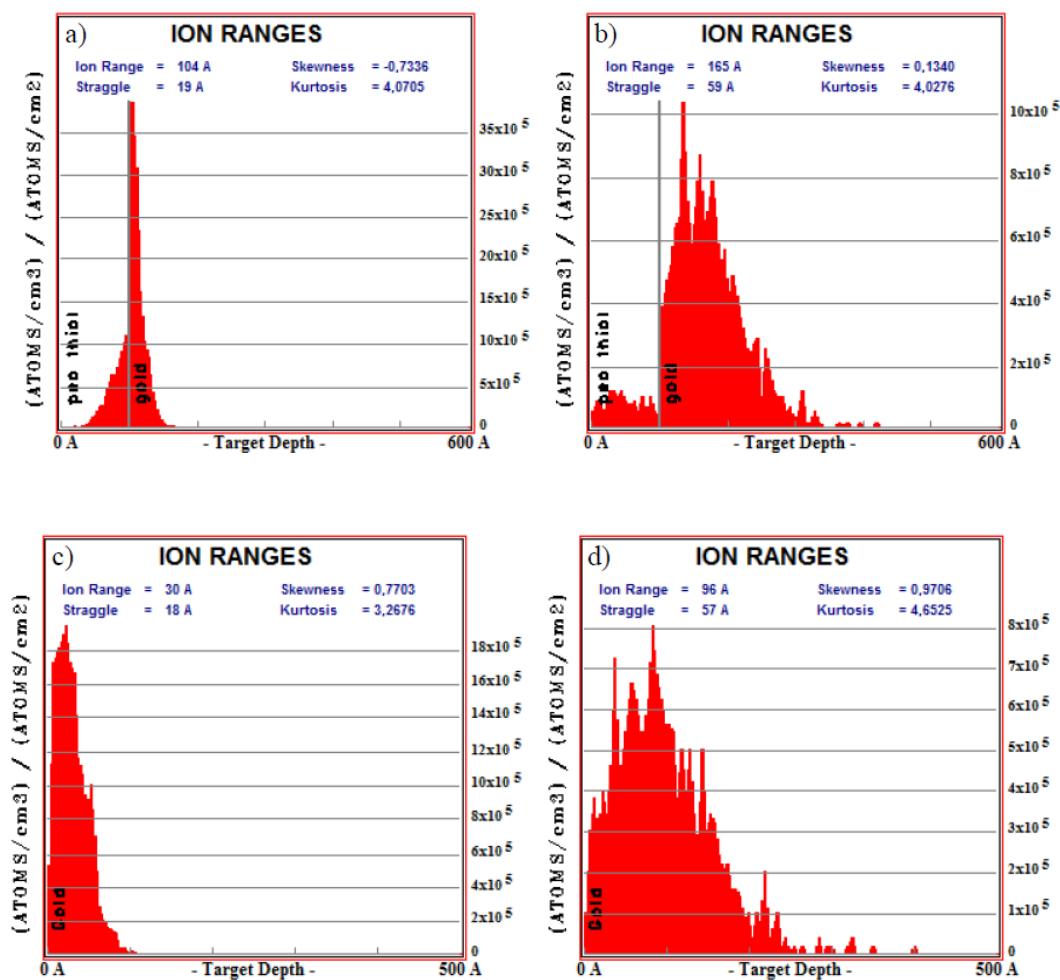 a) ION RANGES
Ion Range = 104 A Skewness = -0,7336
Straggle = 19 A Kurtosis = 4,0705
(ATOMS/cm3) / (ATOMS/cm2)
35x10 5
30x10 5
25x10 5
20x10 5
15x10 5
10x10 5
5x10 5
0
thiol
gold
0 A - Target Depth - 600 A
b) ION RANGES
Ion Range = 165 A Skewness = 0,1340
Straggle = 59 A Kurtosis = 4,0276
(ATOMS/cm3) / (ATOMS/cm2)
10x10 5
8x10 5
6x10 5
4x10 5
2x10 5
0
thiol
gold
0 A - Target Depth - 600 A
c) ION RANGES
Ion Range = 30 A Skewness = 0,7703
Straggle = 18 A Kurtosis = 3,2676
(ATOMS/cm3) / (ATOMS/cm2)
18x10 5
16x10 5
14x10 5
12x10 5
10x10 5
8x10 5
6x10 5
4x10 5
2x10 5
0
Gold
0 A - Target Depth - 500 A
d) ION RANGES
Ion Range = 96 A Skewness = 0,9706
Straggle = 57 A Kurtosis = 4,6525
(ATOMS/cm3) / (ATOMS/cm2)
8x10 5
7x10 5
6x10 5
5x10 5
4x10 5
3x10 5
2x10 5
1x10 5
0
Gold
0 A - Target Depth - 500 A